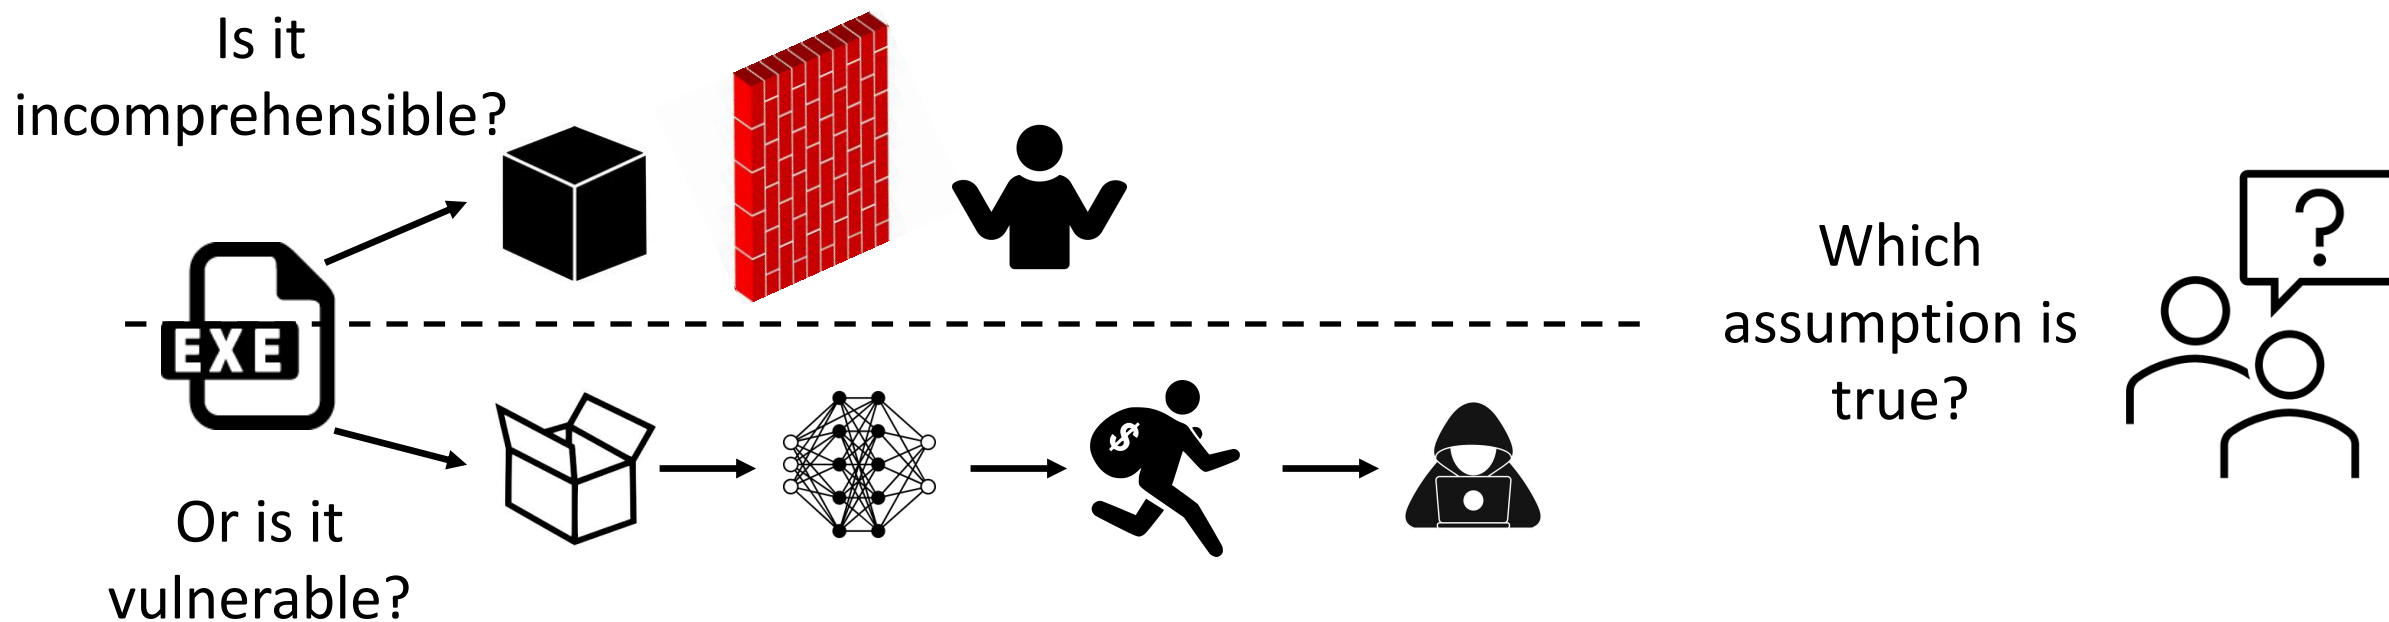 Is it
incomprehensible?
EXE
Or is it
vulnerable?
$
Which
assumption is
true?
?